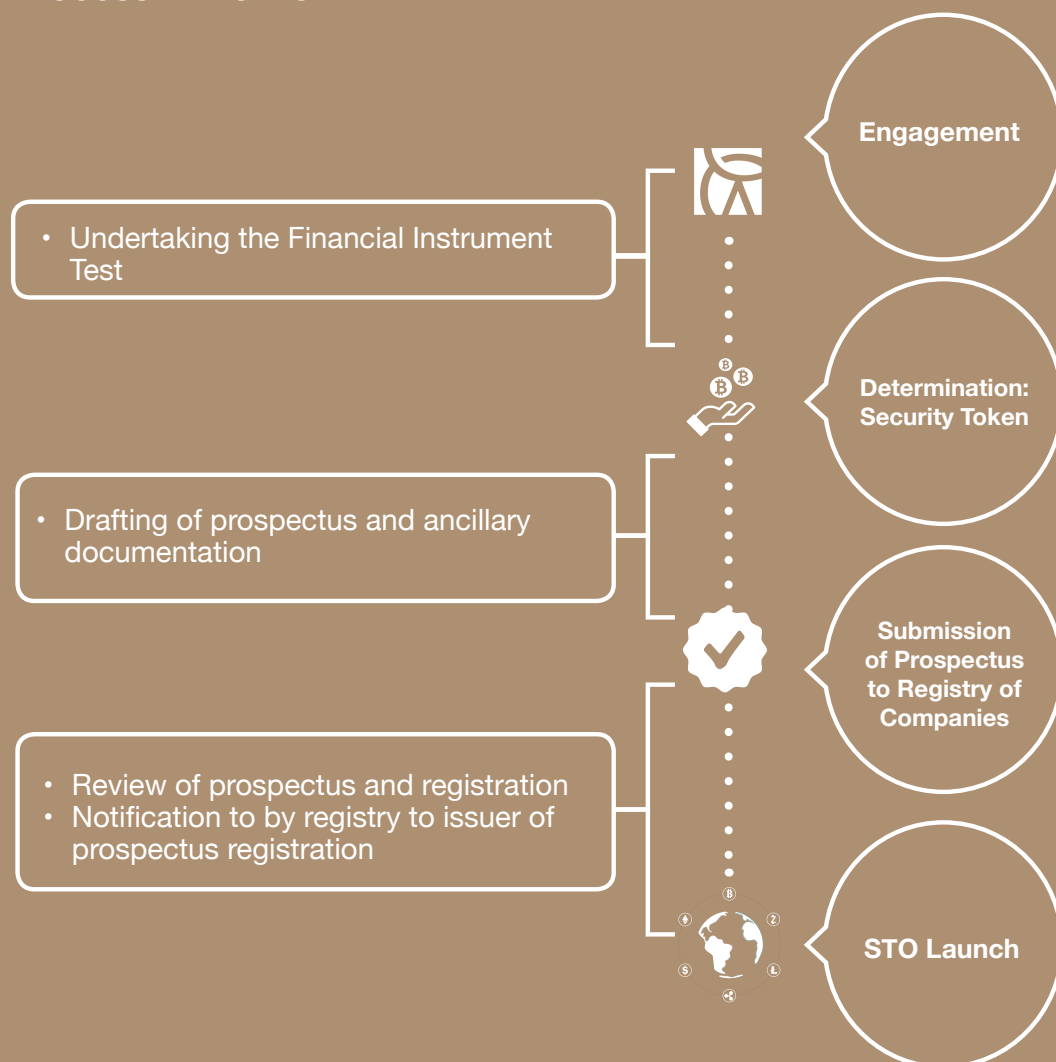 Engagement
• Undertaking the Financial Instrument
Test
Determination:
Security Token
• Drafting of prospectus and ancillary
documentation
Submission
of Prospectus
to Registry of
Companies
• Review of prospectus and registration
• Notification to by registry to issuer of
prospectus registration
STO Launch